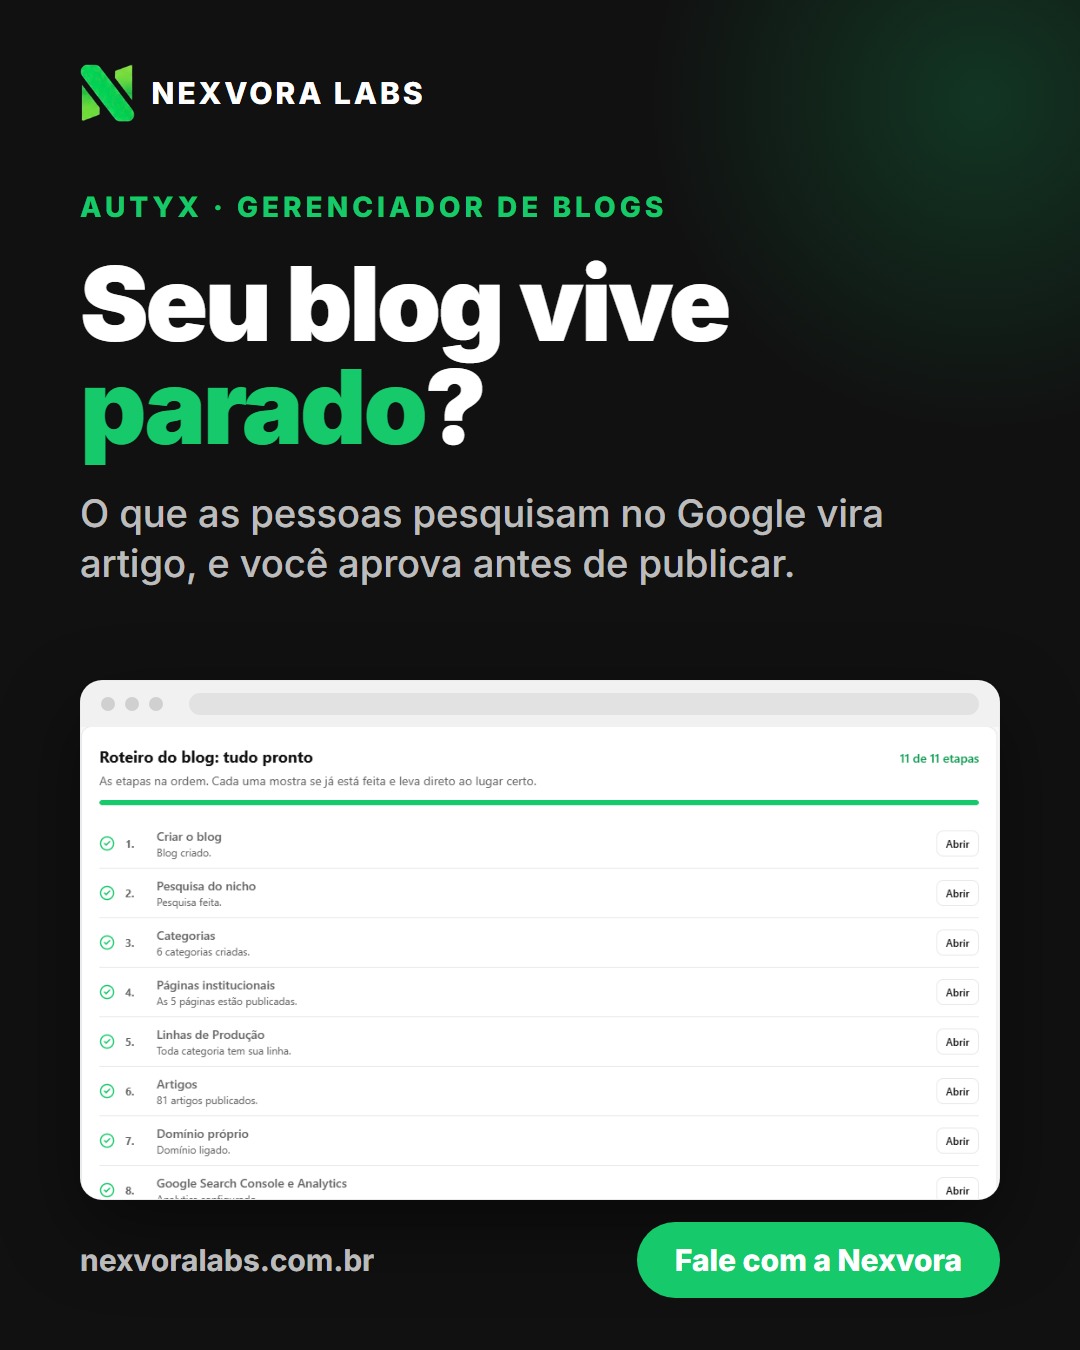 NEXVORA LABS
AUTYX · GERENCIADOR DE BLOGS
Seu blog vive
parado?
O que as pessoas pesquisam no Google vira
artigo, e você aprova antes de publicar.
Roteiro do blog: tudo pronto
11 de 11 etapas
As etapas na ordem. Cada uma mostra se já está feita e leva direto ao lugar certo.
1. Criar o blog
Blog criado.
Abrir
2. Pesquisa do nicho
Pesquisa feita.
Abrir
3. Categorias
6 categorias criadas.
Abrir
4. Páginas institucionais
As 5 páginas estão publicadas.
Abrir
5. Linhas de Produção
Toda categoria tem sua linha.
Abrir
6. Artigos
81 artigos publicados.
Abrir
7. Domínio próprio
Domínio ligado.
Abrir
8. Google Search Console e Analytics
Abrir
nexvoralabs.com.br
Fale com a Nexvora